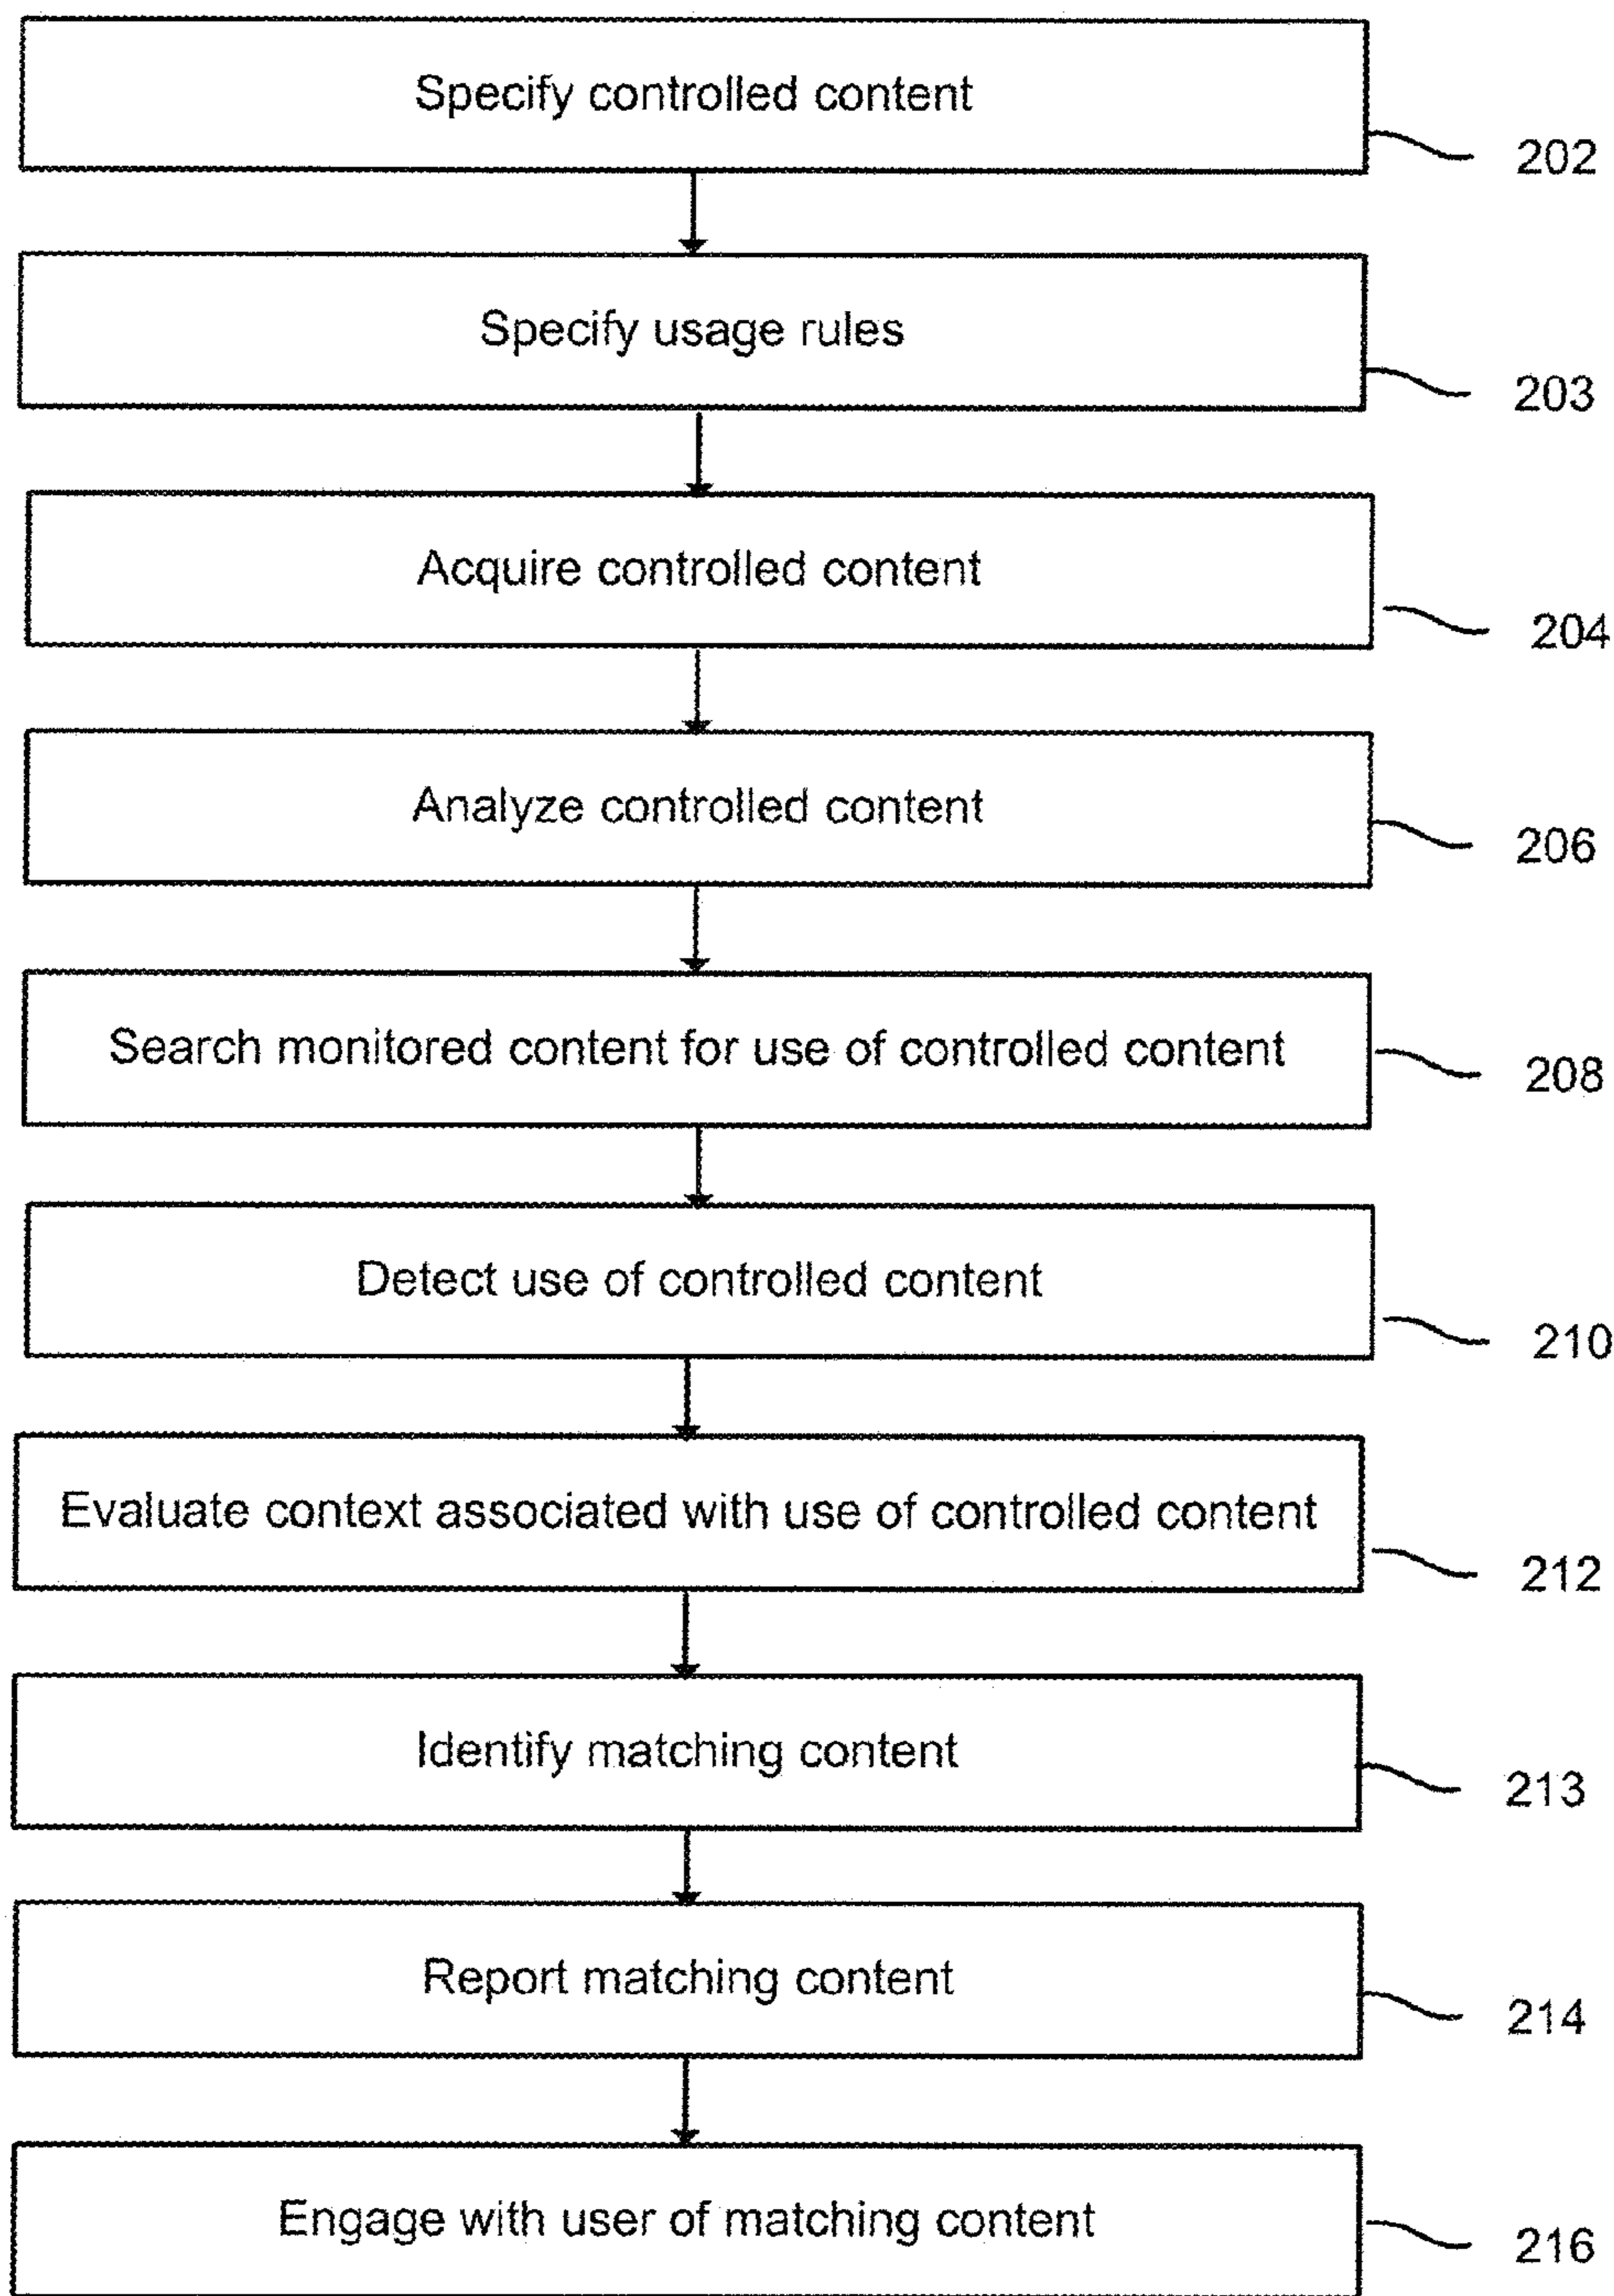 Specify controlled content
202
Specify usage rules
203
Acquire controlled content
204
Analyze controlled content
206
Search monitored content for use of controlled content
208
Detect use of controlled content
210
Evaluate context associated with use of controlled content
212
Identify matching content
213
Report matching content
214
Engage with user of matching content
216